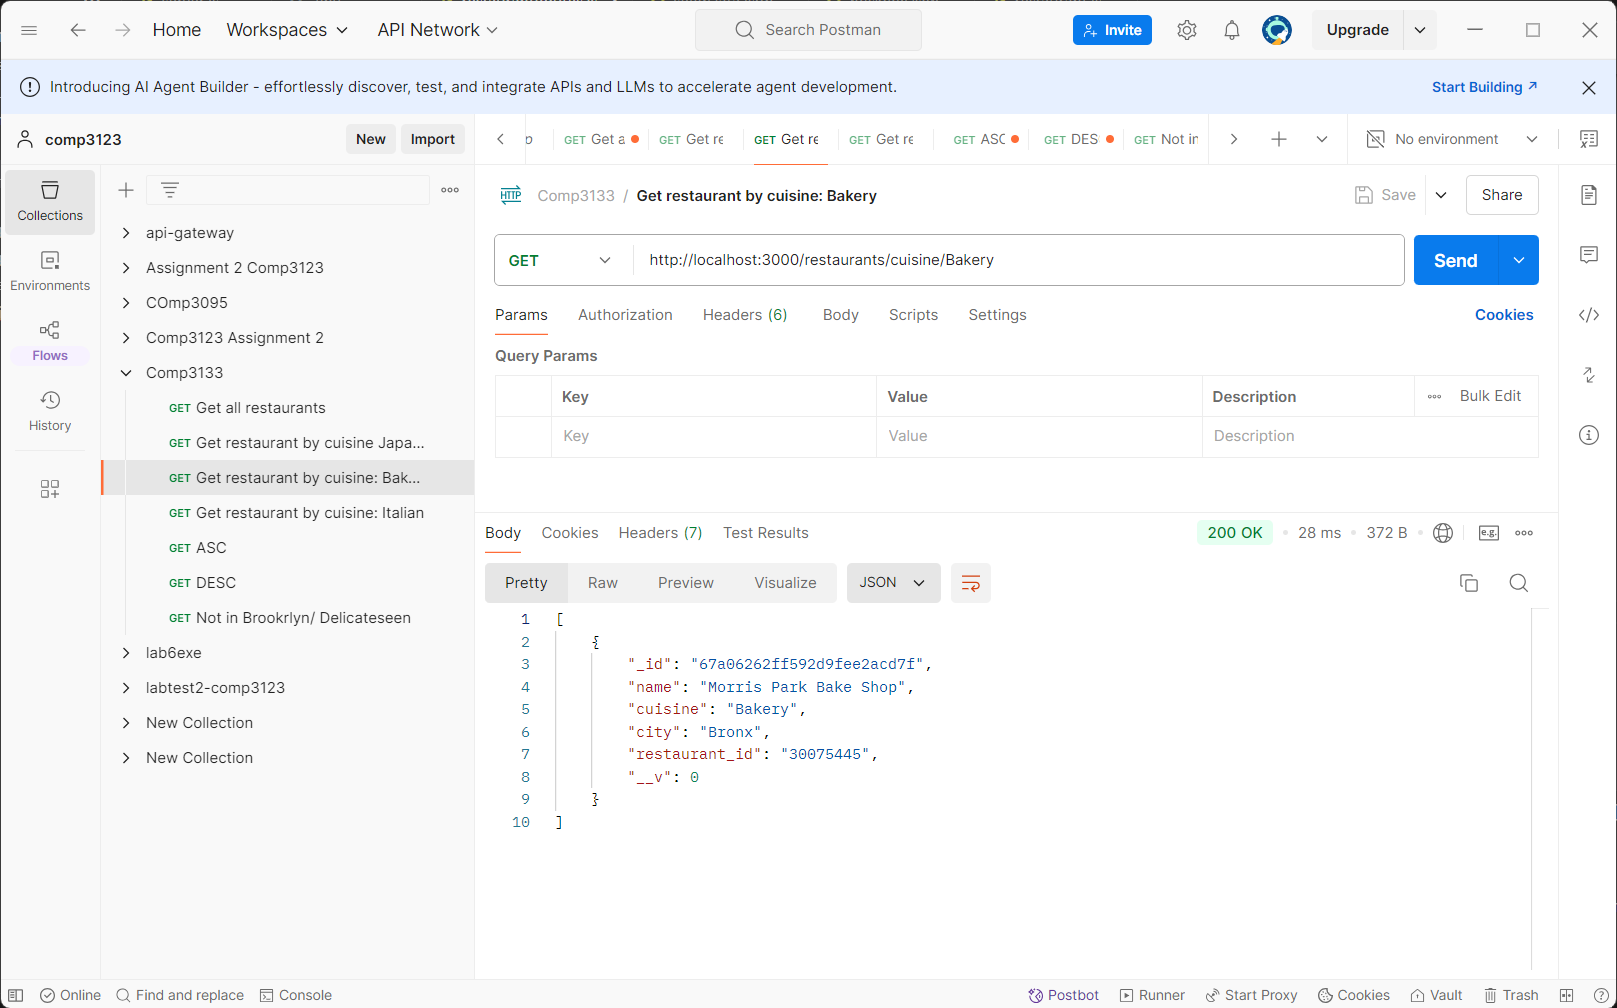 Home
Workspaces
API Network
Search Postman
Invite
Upgrade
Introducing AI Agent Builder - effortlessly discover, test, and integrate APIs and LLMs to accelerate agent development.
Start Building
comp3123
New
Import
GET Get a
GET Get re
GET Get re
GET Get re
GET ASC
GET DES
GET Not in
No environment
Collections
Environments
Flows
History
api-gateway
Assignment 2 Comp3123
COmp3095
Comp3123 Assignment 2
Comp3133
GET Get all restaurants
GET Get restaurant by cuisine Japa...
GET Get restaurant by cuisine: Bak...
GET Get restaurant by cuisine: Italian
GET ASC
GET DESC
GET Not in Brookrlyn/ Delicateseen
lab6exe
labtest2-comp3123
New Collection
New Collection
HTTP
Comp3133 / Get restaurant by cuisine: Bakery
Save
Share
GET
http://localhost:3000/restaurants/cuisine/Bakery
Send
Params
Authorization
Headers (6)
Body
Scripts
Settings
Cookies
Query Params
Key
Value
Description
Bulk Edit
Key
Value
Description
Body
Cookies
Headers (7)
Test Results
200 OK
28 ms
372 B
e.g.
Pretty
Raw
Preview
Visualize
JSON
1 [
2 {
3 "_id": "67a06262ff592d9fee2acd7f",
4 "name": "Morris Park Bake Shop",
5 "cuisine": "Bakery",
6 "city": "Bronx",
7 "restaurant_id": "30075445",
8 "__v": 0
9 }
10 ]
Online
Find and replace
Console
Postbot
Runner
Start Proxy
Cookies
Vault
Trash